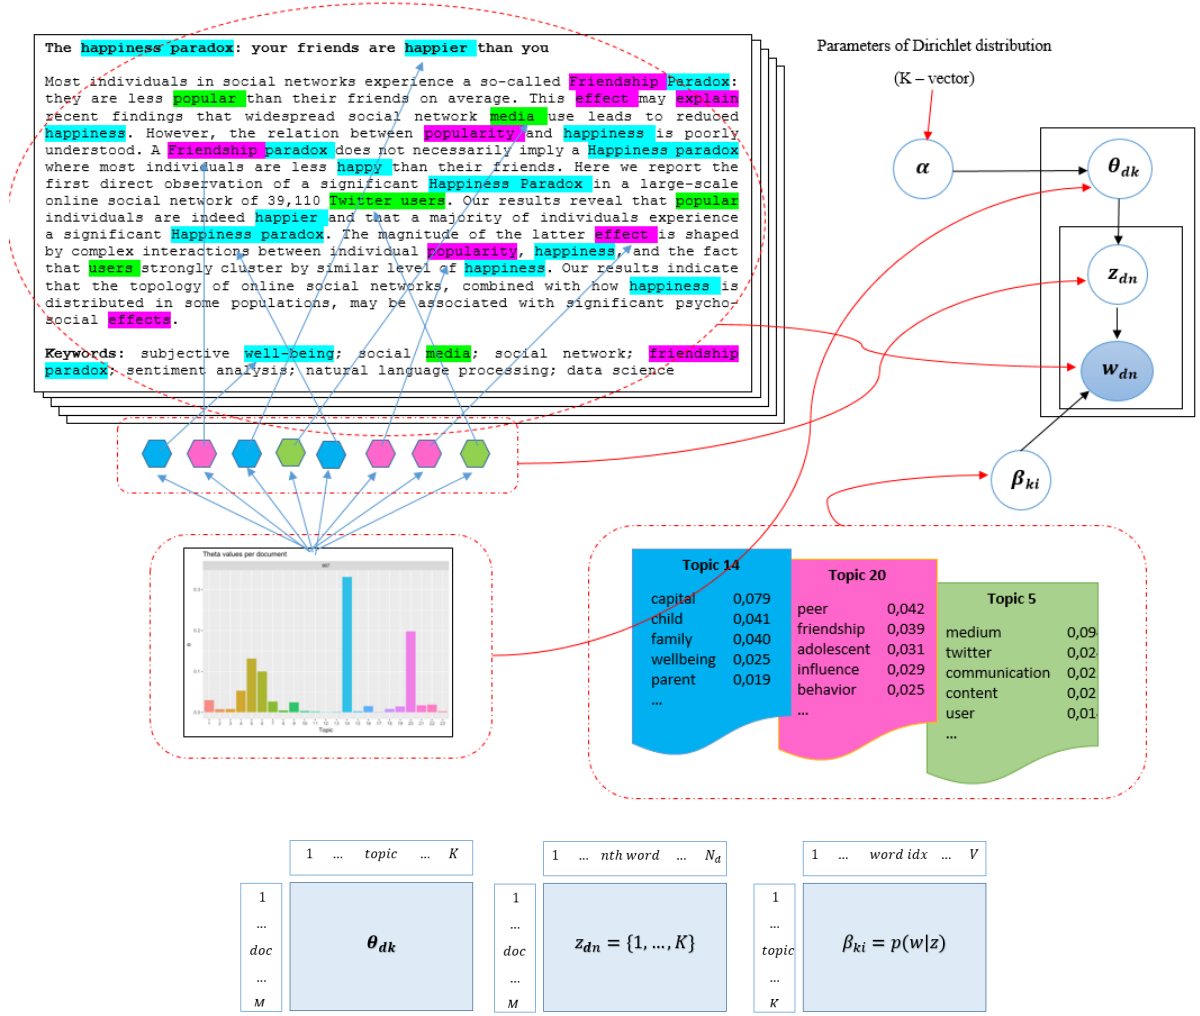 The happiness paradox: your friends are happier than you
Most individuals in social networks experience a so-called Friendship Paradox:
they are less popular than their friends on average. This effect may explain
recent findings that widespread social network media use leads to reduced
happiness. However, the relation between popularity and happiness is poorly
understood. A Friendship paradox does not necessarily imply a Happiness paradox
where most individuals are less happy than their friends. Here we report the
first direct observation of a significant Happiness Paradox in a large-scale
online social network of 39,110 Twitter users. Our results reveal that popular
individuals are indeed happier and that a majority of individuals experience
a significant Happiness paradox. The magnitude of the latter effect is shaped
by complex interactions between individual popularity, happiness, and the fact
that users strongly cluster by similar level of happiness. Our results indicate
that the topology of online social networks, combined with how happiness is
distributed in some populations, may be associated with significant psycho-
social effects.
Keywords: subjective well-being; social media; social network; friendship
paradox; sentiment analysis; natural language processing; data science
Parameters of Dirichlet distribution
(K – vector)
α
θdk
zdn
wdn
βki
Theta values per document
Topic
Topic 14
capital 0,079
child 0,041
family 0,040
wellbeing 0,025
parent 0,019
...
Topic 20
peer 0,042
friendship 0,039
adolescent 0,031
influence 0,029
behavior 0,025
...
Topic 5
medium 0,09
twitter 0,02
communication 0,02
content 0,02
user 0,01
...
1 ... topic ... K
1
...
doc
...
M
θdk
1 ... nth word ... Nd
1
...
doc
...
M
zdn = {1, ..., K}
1 ... word idx ... V
1
...
topic
...
K
βki = p(w|z)